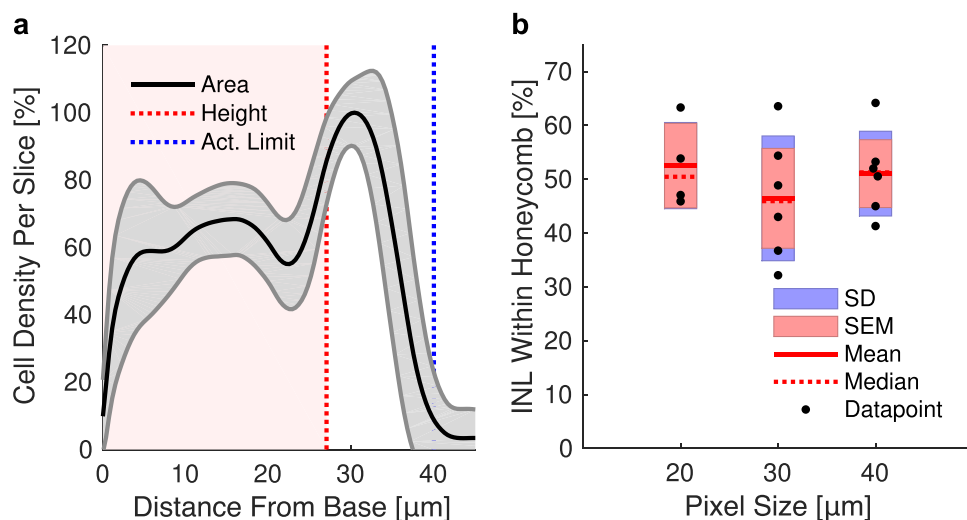 a
120
100
80
60
40
20
0
Cell Density Per Slice [%]
Area
Height
Act. Limit
0 10 20 30 40
Distance From Base [µm]
b
70
60
50
40
30
20
10
0
INL Within Honeycomb [%]
SD
SEM
Mean
Median
Datapoint
20 30 40
Pixel Size [µm]